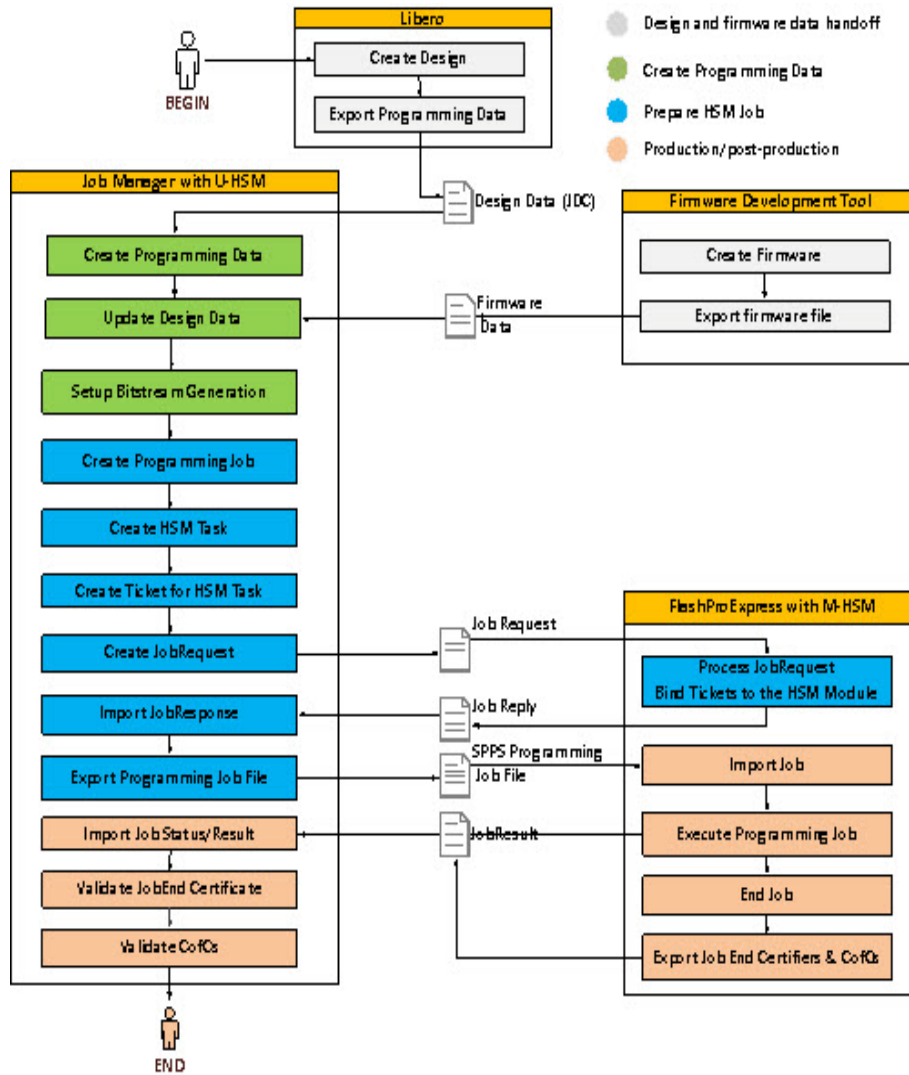 Libero
Create Design
Export Programming Data
BEGIN
Design and firmware data handoff
Create Programming Data
Prepare HSM Job
Production/post-production
Job Manager with U-HSM
Design Data (JDC)
Firmware Development Tool
Create Programming Data
Create Firmware
Update Design Data
Firmware
Data
Export firmware file
Setup Bitstream Generation
Create Programming Job
Create HSM Task
Create Ticket for HSM Task
FlashPro Express with M-HSM
Create JobRequest
Job Request
Process JobRequest
Bind Tickets to the HSM Module
Import JobResponse
Job Reply
Export Programming Job File
SPPS Programming
Job File
Import Job
Import Job Status/Result
JobResult
Execute Programming Job
Validate JobEnd Certificate
End Job
Validate CofCs
Export Job End Certifiers & CofCs
END